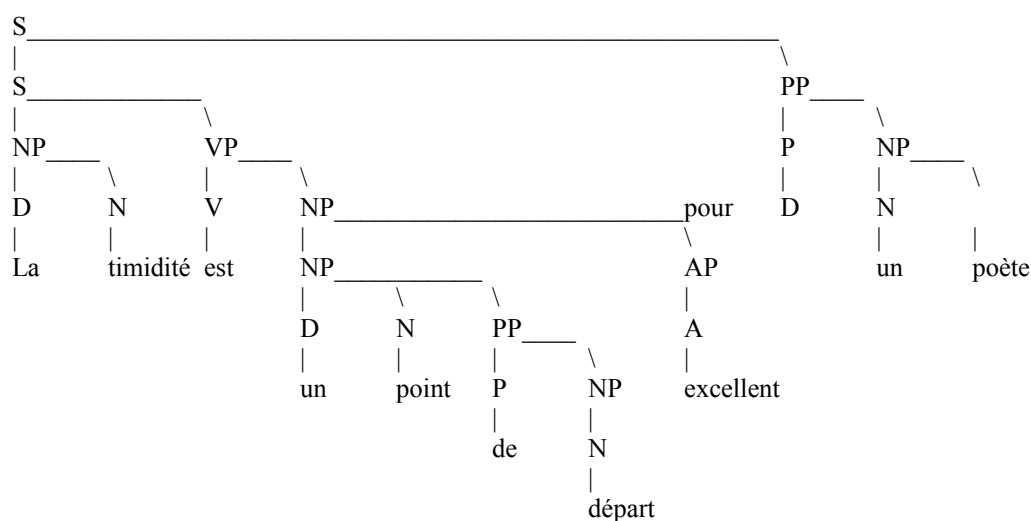 S
S PP
NP VP P NP
D N V NP pour D N
La timidité est NP AP un poète
D N PP A
un point P NP excellent
de N
départ